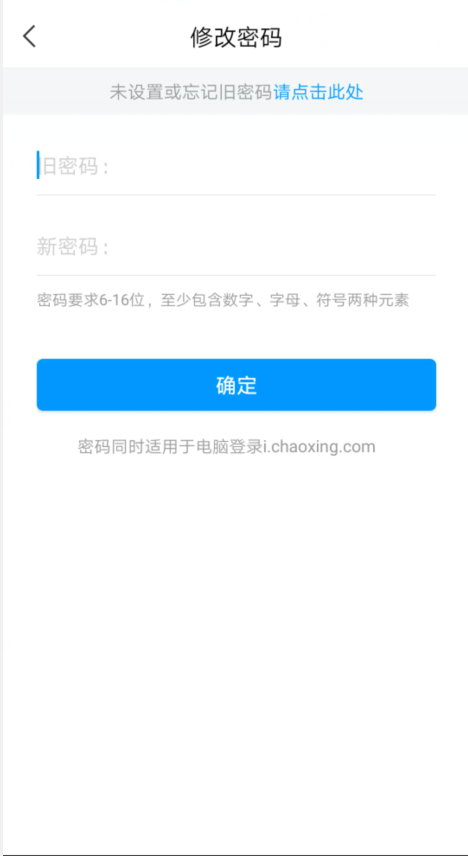 修改密码
未设置或忘记旧密码请点击此处
旧密码：
新密码：
密码要求6-16位，至少包含数字、字母、符号两种元素
确定
密码同时适用于电脑登录i.chaoxing.com